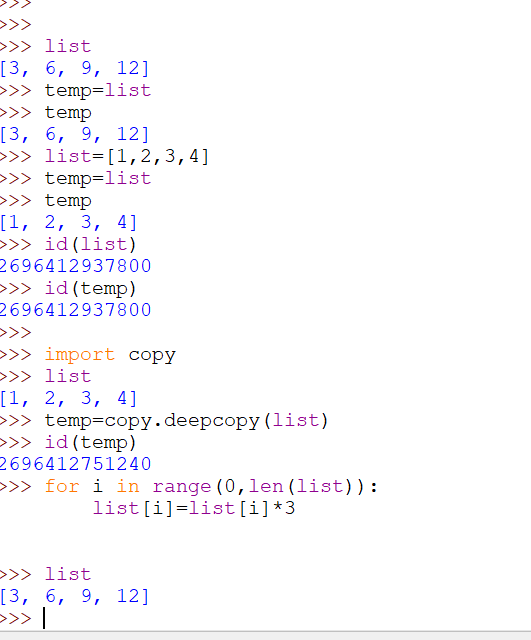 >>>
>>>
>>> list
[3, 6, 9, 12]
>>> temp=list
>>> temp
[3, 6, 9, 12]
>>> list=[1,2,3,4]
>>> temp=list
>>> temp
[1, 2, 3, 4]
>>> id(list)
2696412937800
>>> id(temp)
2696412937800
>>>
>>> import copy
>>> list
[1, 2, 3, 4]
>>> temp=copy.deepcopy(list)
>>> id(temp)
2696412751240
>>> for i in range(0,len(list)):
        list[i]=list[i]*3
>>> list
[3, 6, 9, 12]
>>>